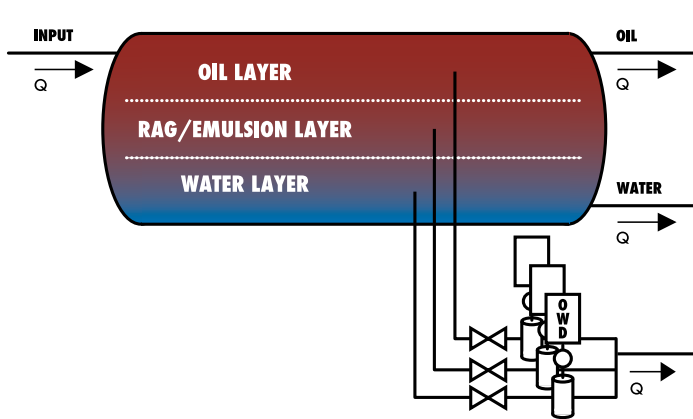 INPUT
Q
OIL
Q
OIL LAYER
RAG/EMULSION LAYER
WATER LAYER
WATER
Q
O
W
D
Q